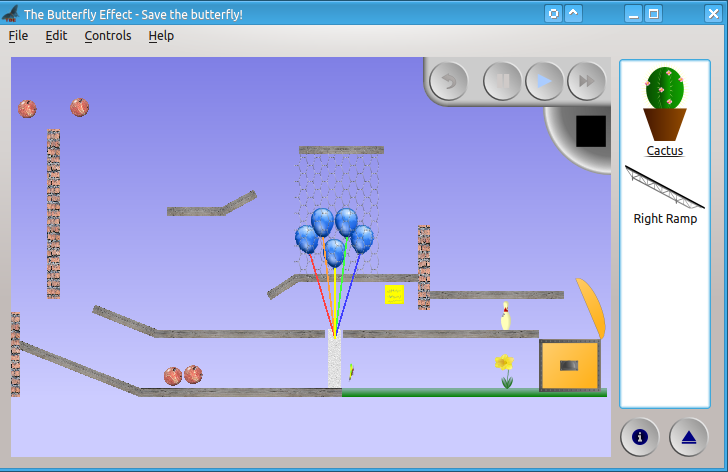 The Butterfly Effect - Save the butterfly!
File Edit Controls Help
Cactus
Right Ramp